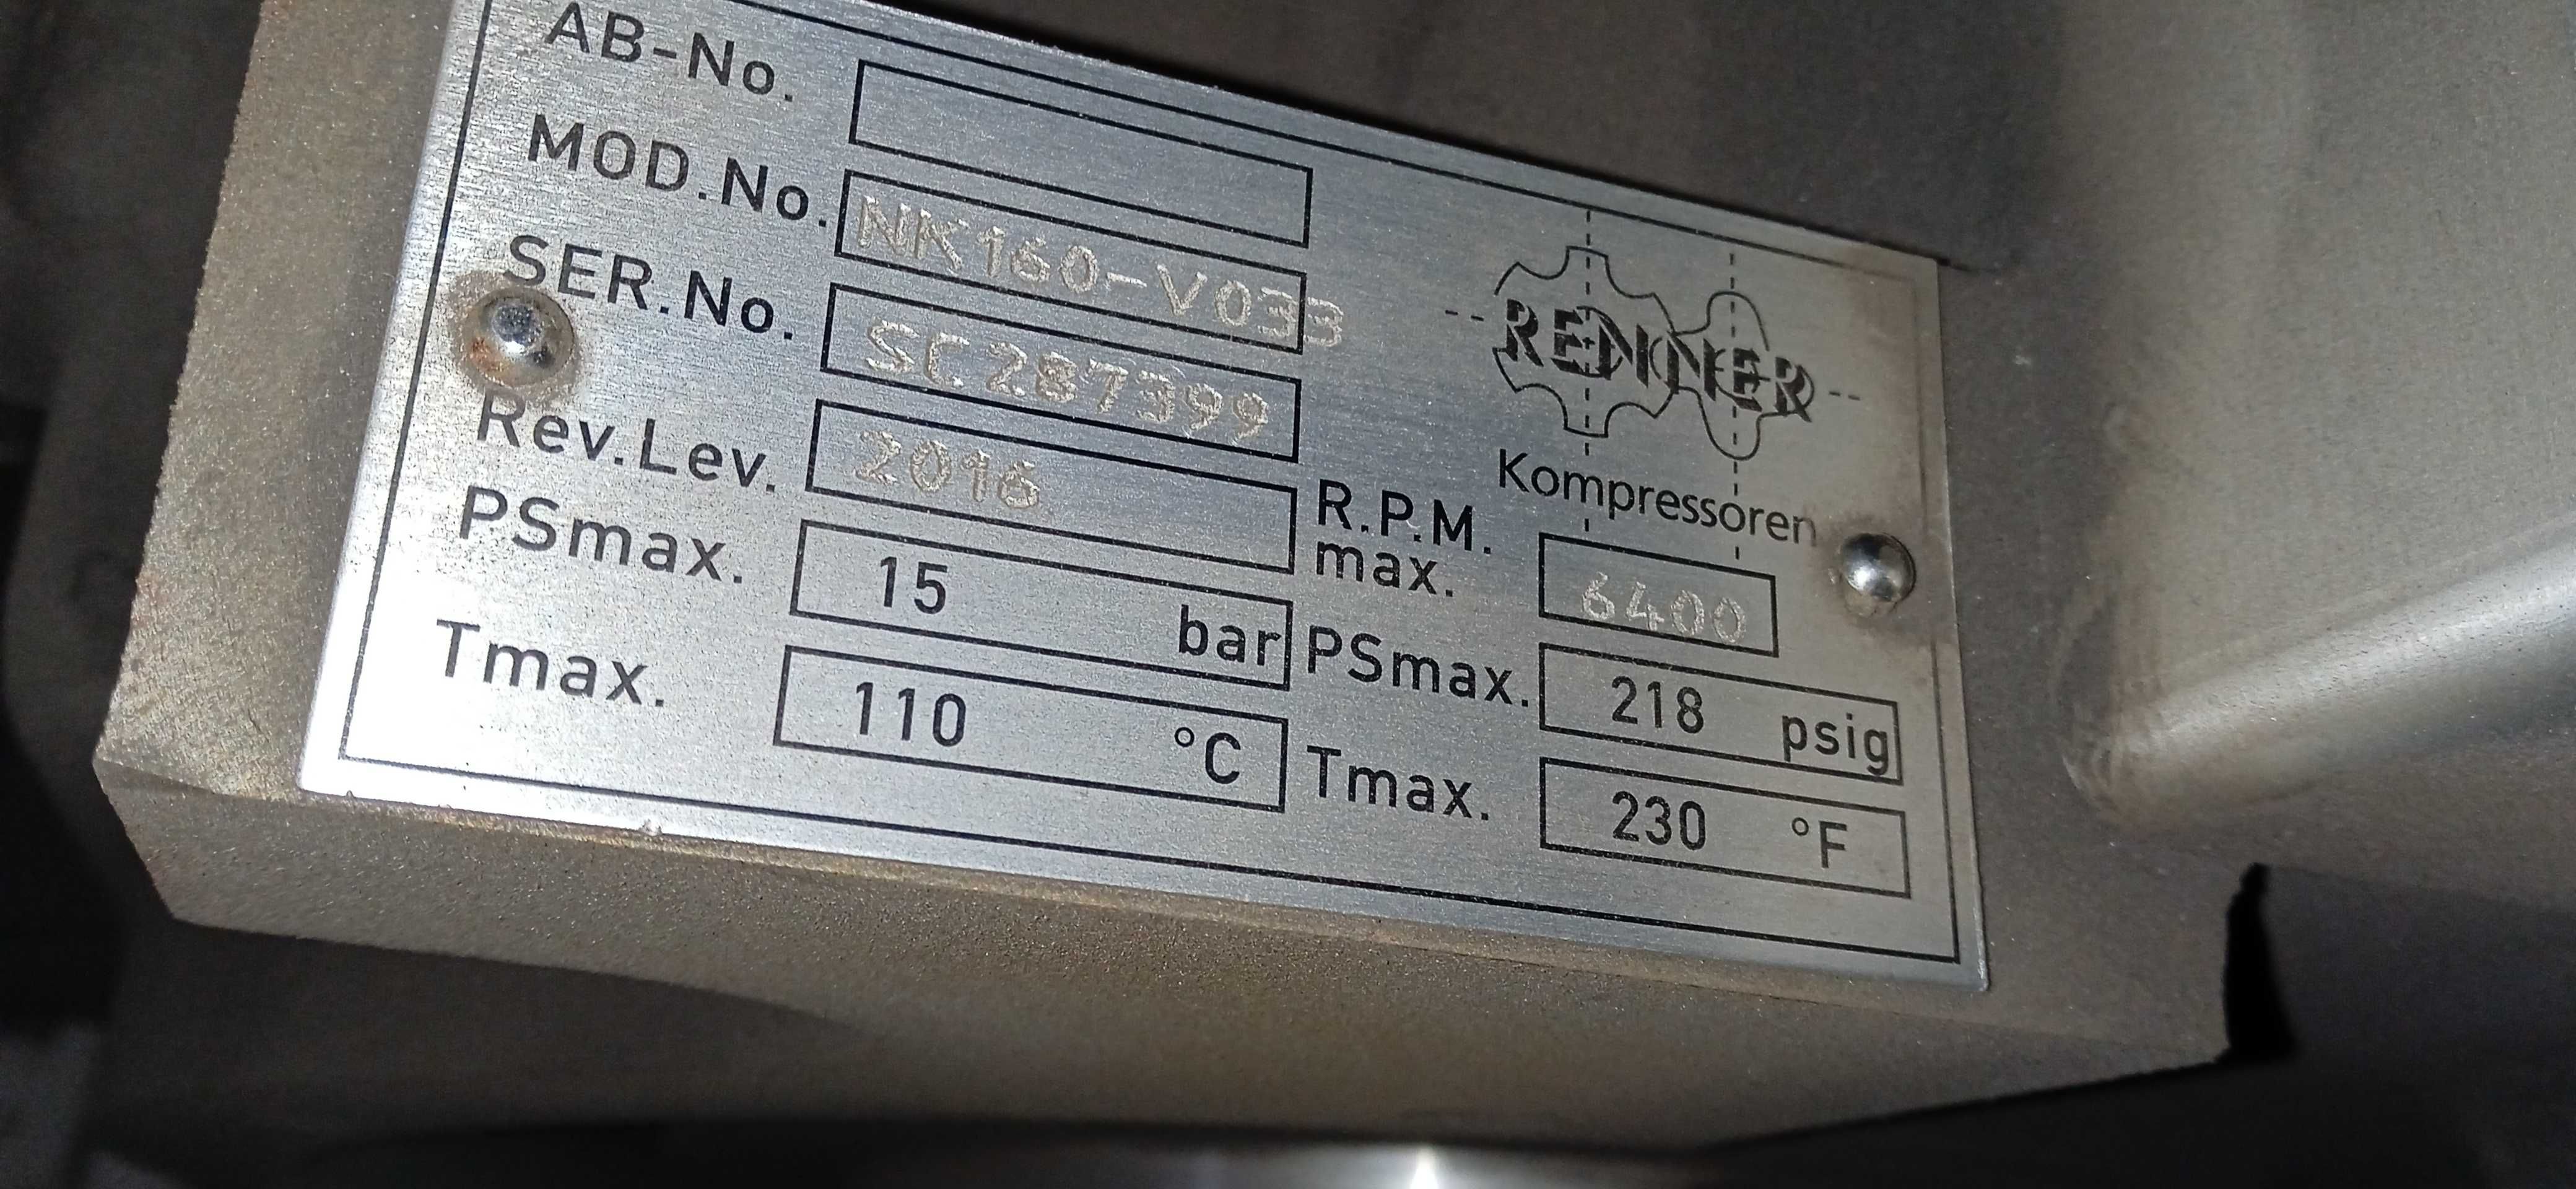 AB-No.
MOD.No. NK160-V033
SER.No. SC287399
Rev.Lev. 2016
RENNER
Kompressoren
R.P.M. max. 6400
PSmax. 15 bar PSmax. 218 psig
Tmax. 110 °C Tmax. 230 °F